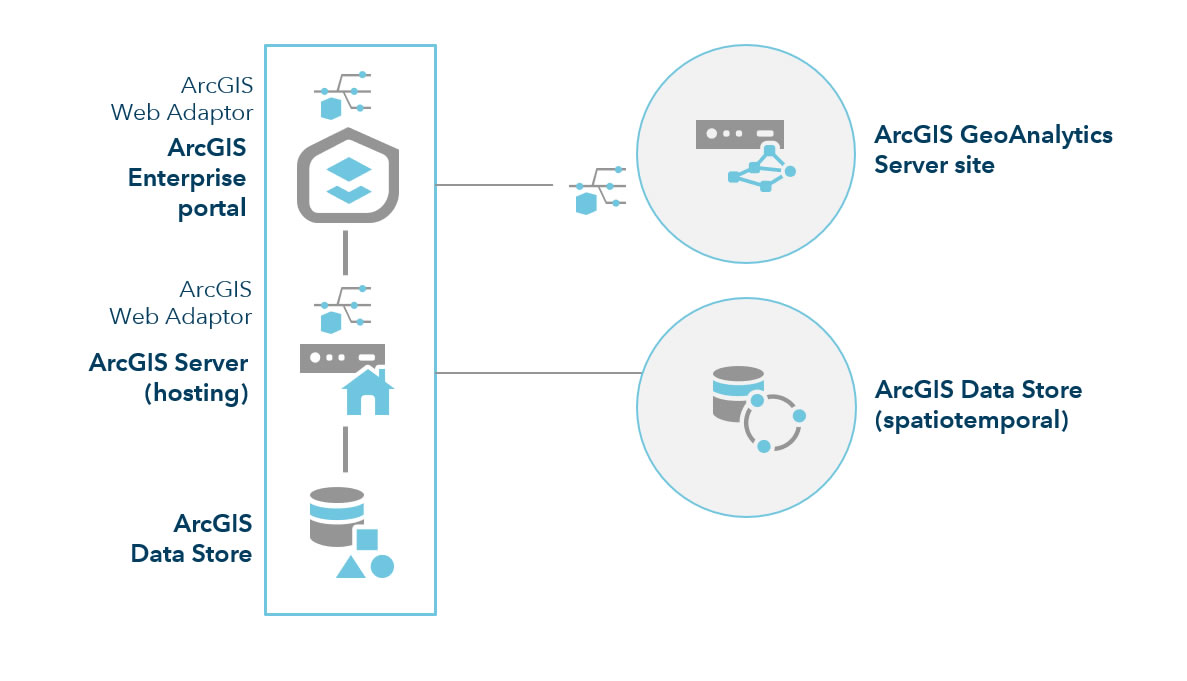 ArcGIS
Web Adaptor
ArcGIS
Enterprise
portal
ArcGIS
Web Adaptor
ArcGIS Server
(hosting)
ArcGIS
Data Store
ArcGIS GeoAnalytics
Server site
ArcGIS Data Store
(spatiotemporal)